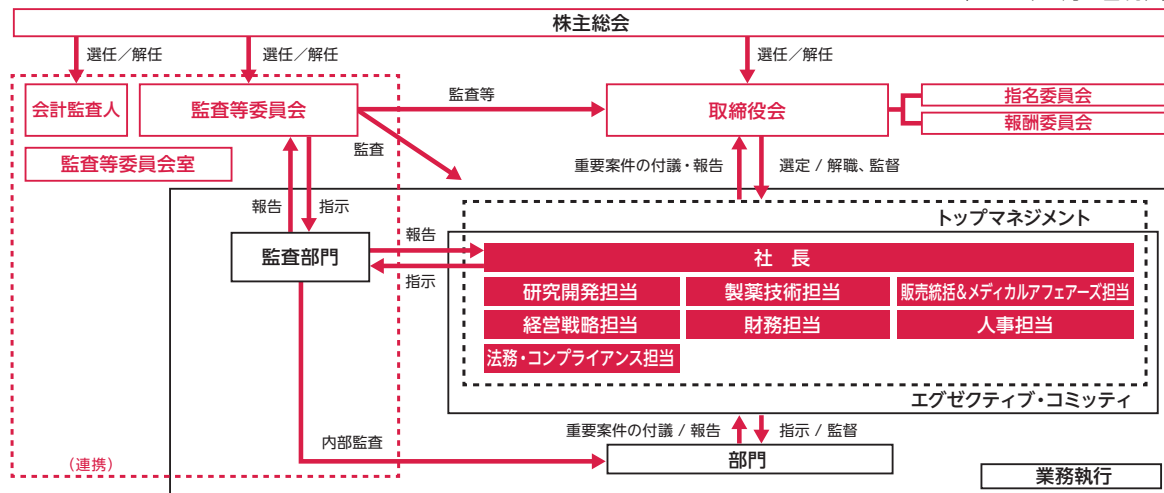 株主総会
選任／解任
選任／解任
選任／解任
会計監査人
監査等委員会
監査等
取締役会
指名委員会
報酬委員会
監査等委員会室
監査
重要案件の付議・報告
選定 / 解職、監督
報告
指示
トップマネジメント
監査部門
報告
指示
社　長
研究開発担当
製薬技術担当
販売統括&メディカルアフェアーズ担当
経営戦略担当
財務担当
人事担当
法務・コンプライアンス担当
エグゼクティブ・コミッティ
内部監査
重要案件の付議 / 報告
指示 / 監督
（連携）
部門
業務執行